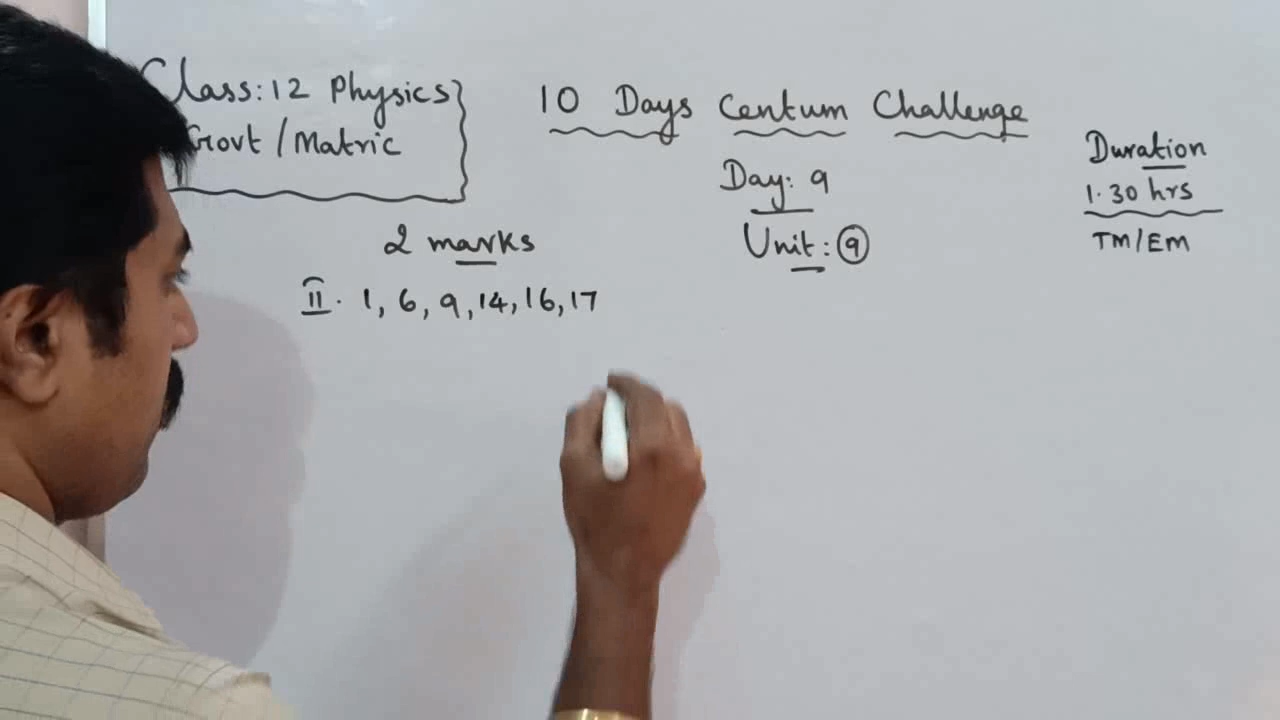 Class: 12 Physics
Govt / Matric
10 Days Centum Challenge
Day: 9
Unit: 9
Duration
1.30 hrs
TM/EM
2 marks
II. 1, 6, 9, 14, 16, 17